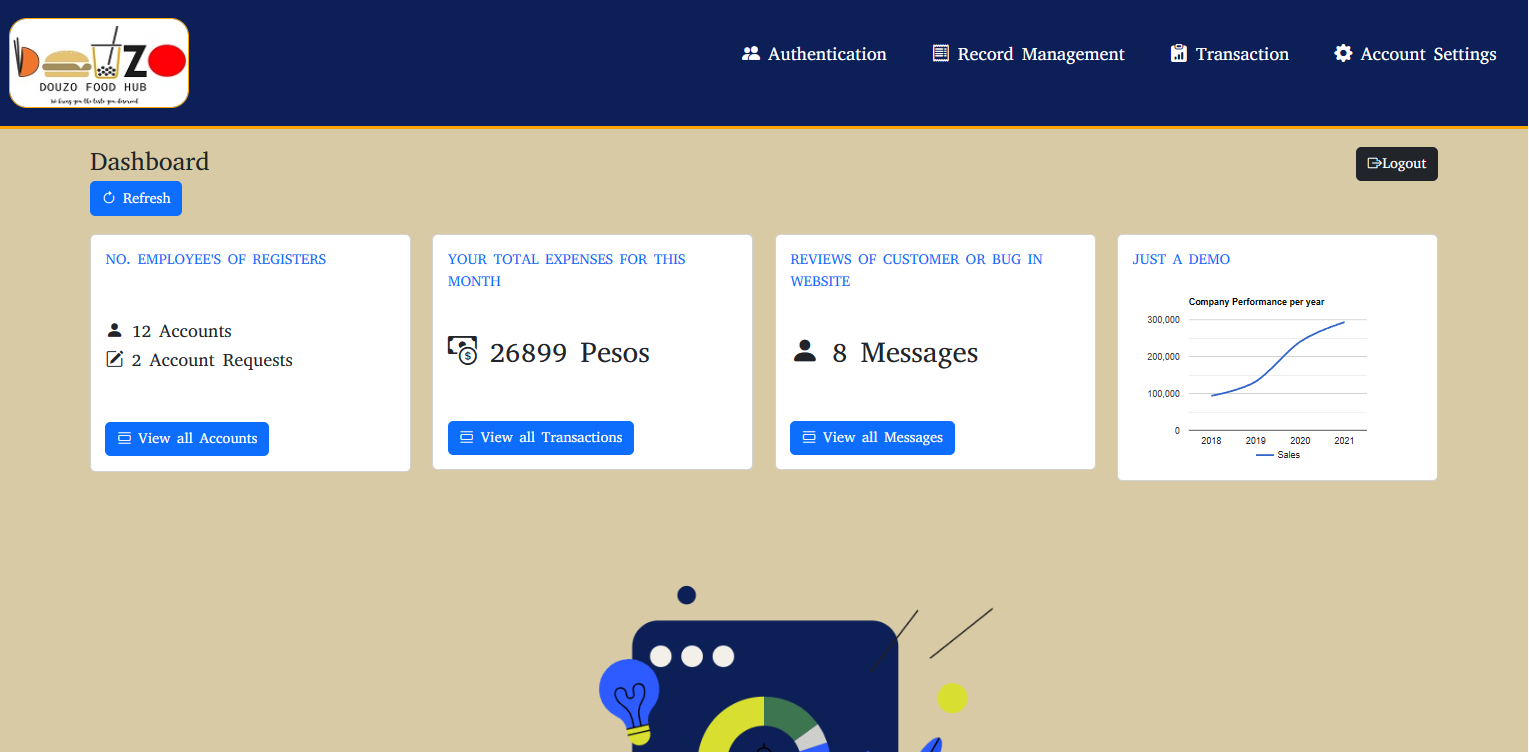 DOUZO
DOUZO FOOD HUB
We bring you the taste you deserved
Authentication
Record Management
Transaction
Account Settings
Dashboard
Logout
Refresh
NO. EMPLOYEE'S OF REGISTERS
12 Accounts
2 Account Requests
View all Accounts
YOUR TOTAL EXPENSES FOR THIS
MONTH
26899 Pesos
View all Transactions
REVIEWS OF CUSTOMER OR BUG IN
WEBSITE
8 Messages
View all Messages
JUST A DEMO
Company Performance per year
300,000
200,000
100,000
0
2018 2019 2020 2021
Sales